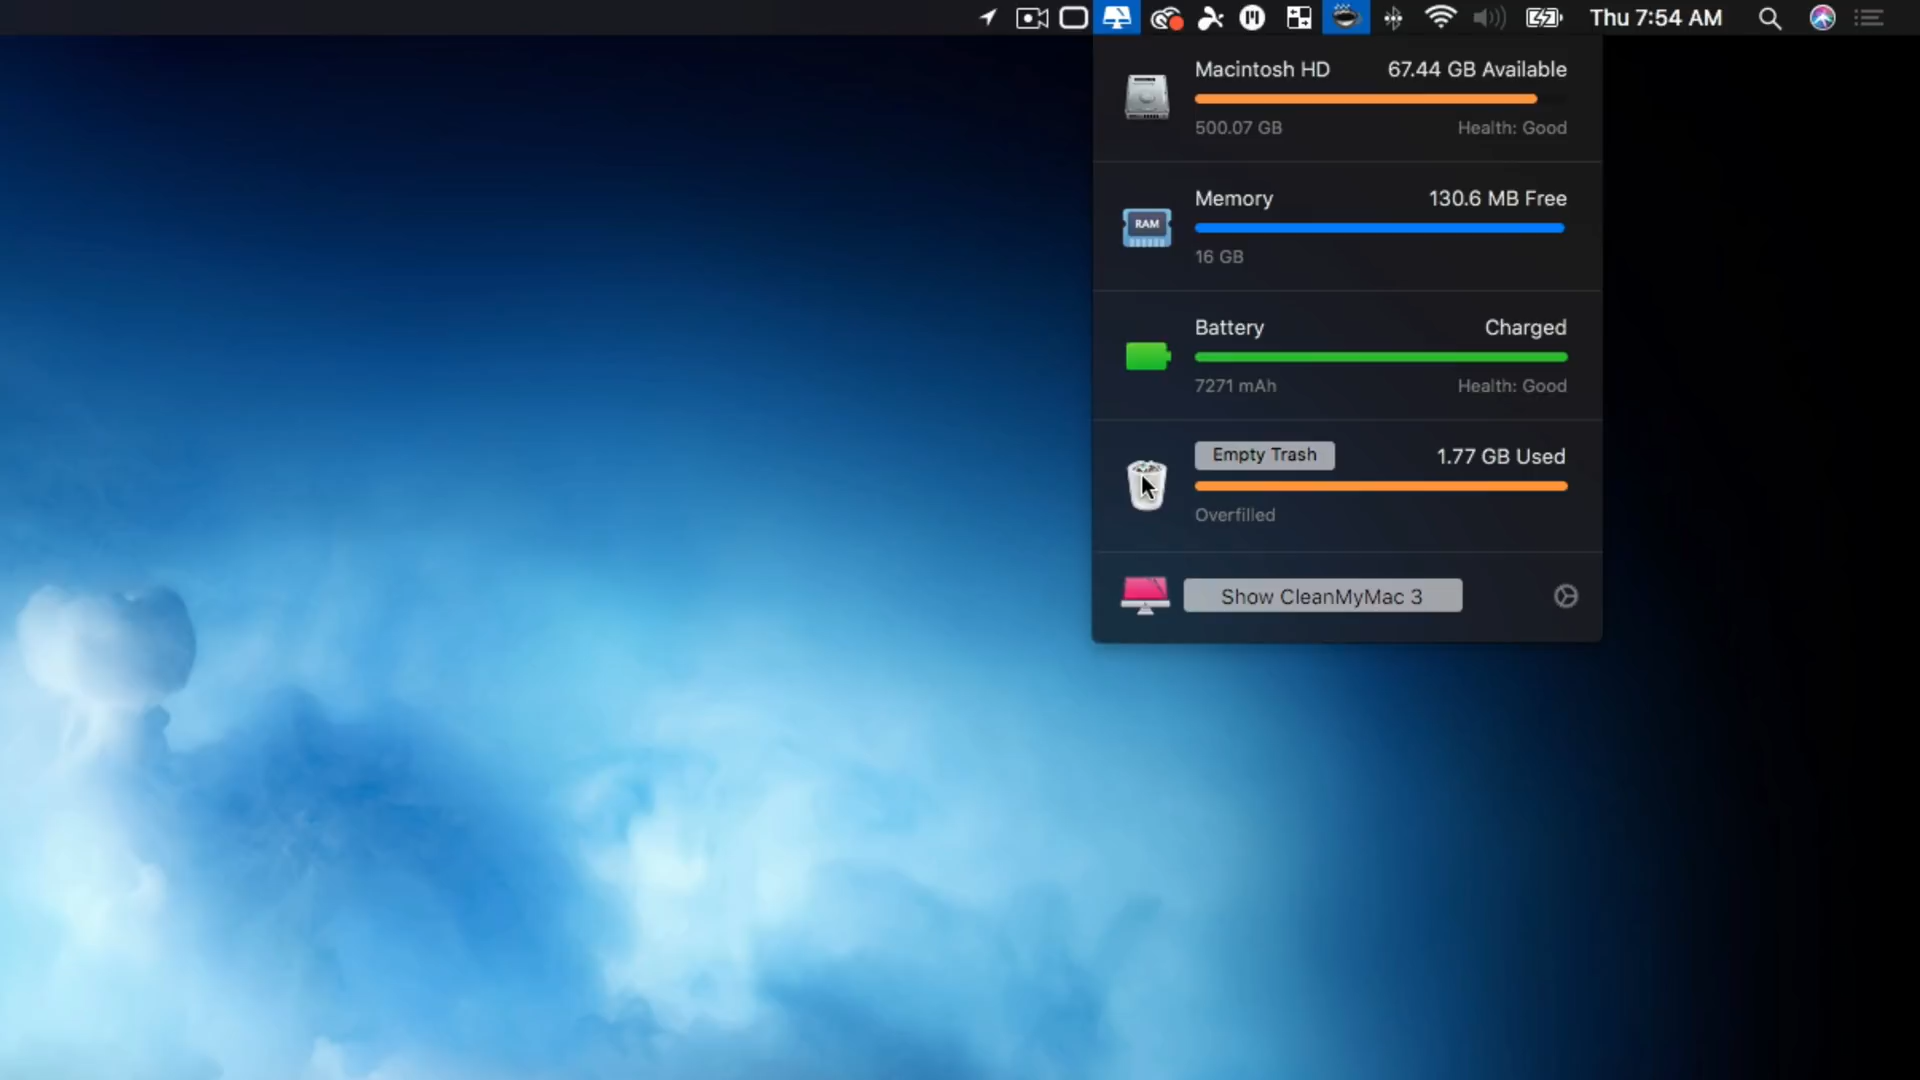 Thu 7:54 AM
Macintosh HD 67.44 GB Available
500.07 GB Health: Good
RAM
Memory 130.6 MB Free
16 GB
Battery Charged
7271 mAh Health: Good
Empty Trash 1.77 GB Used
Overfilled
Show CleanMyMac 3